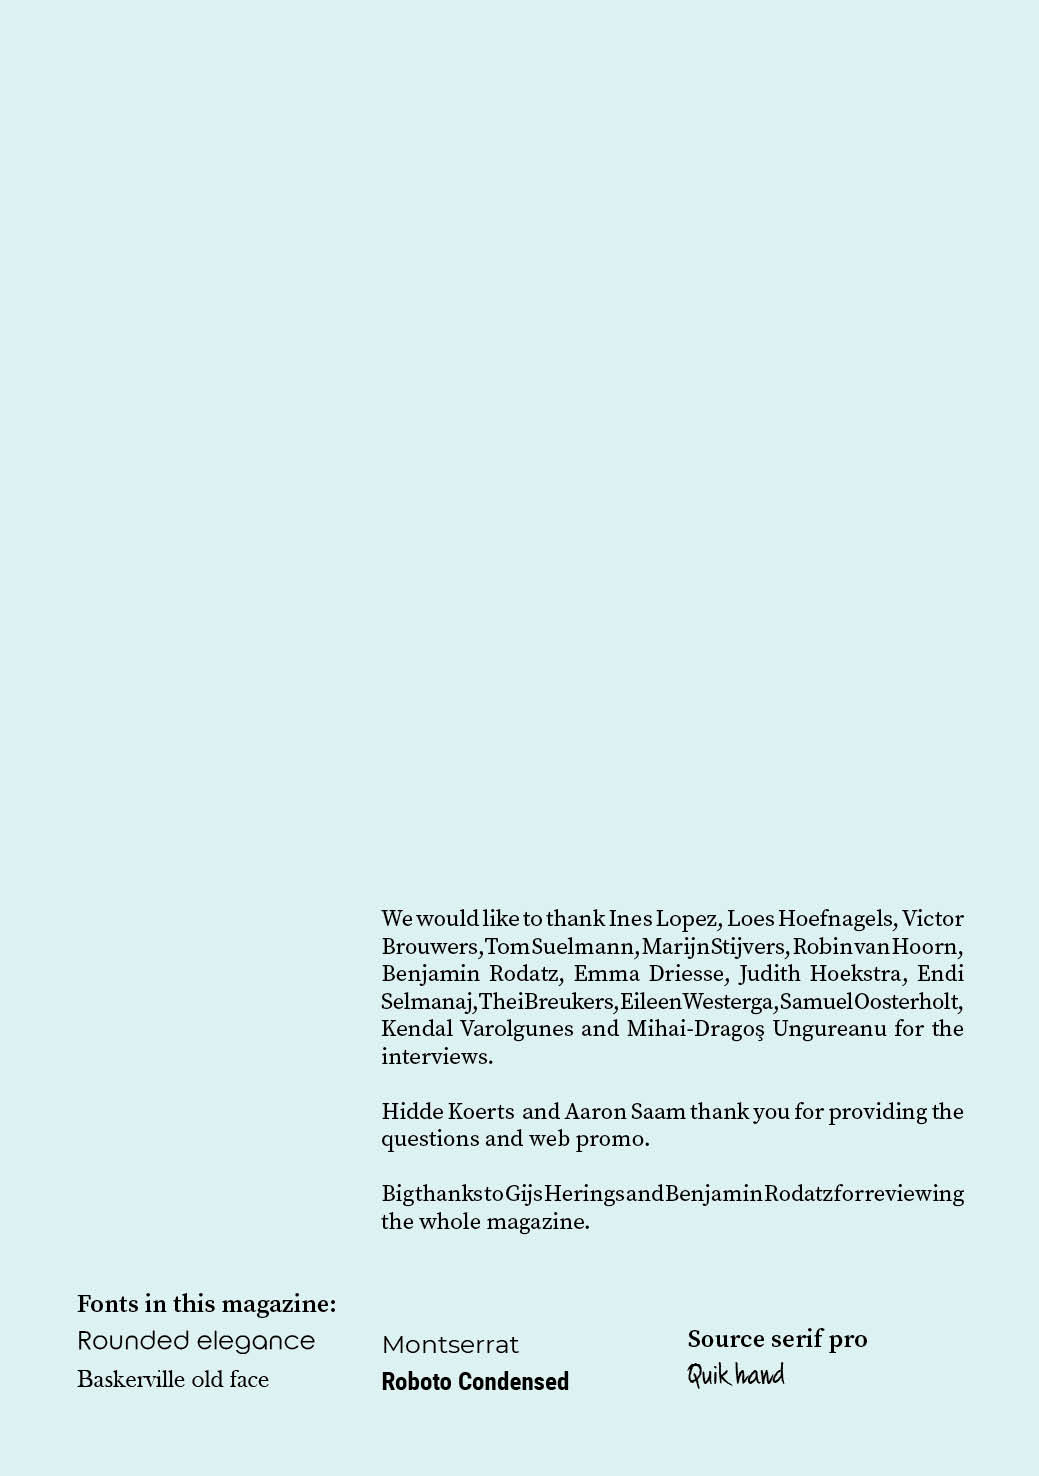 We would like to thank Ines Lopez, Loes Hoefnagels, Victor
Brouwers, Tom Suelmann, Marijn Stijvers, Robin van Hoorn,
Benjamin Rodatz, Emma Driesse, Judith Hoekstra, Endi
Selmanaj, Thei Breukers, Eileen Westerga, Samuel Oosterholt,
Kendal Varolgunes and Mihai-Dragoş Ungureanu for the
interviews.
Hidde Koerts and Aaron Saam thank you for providing the
questions and web promo.
Big thanks to Gijs Herings and Benjamin Rodatz for reviewing
the whole magazine.
Fonts in this magazine:
Rounded elegance
Baskerville old face
Montserrat
Roboto Condensed
Source serif pro
Quik hand